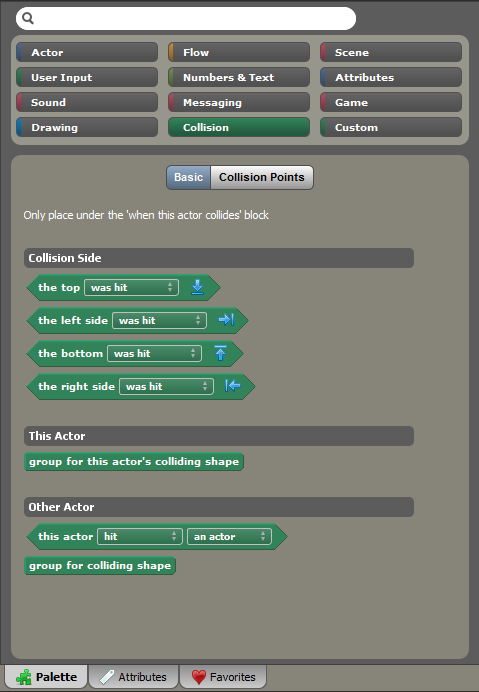 Actor Flow Scene
User Input Numbers & Text Attributes
Sound Messaging Game
Drawing Collision Custom
Basic Collision Points
Only place under the 'when this actor collides' block
Collision Side
the top was hit
the left side was hit
the bottom was hit
the right side was hit
This Actor
group for this actor's colliding shape
Other Actor
this actor hit an actor
group for colliding shape
Palette Attributes Favorites